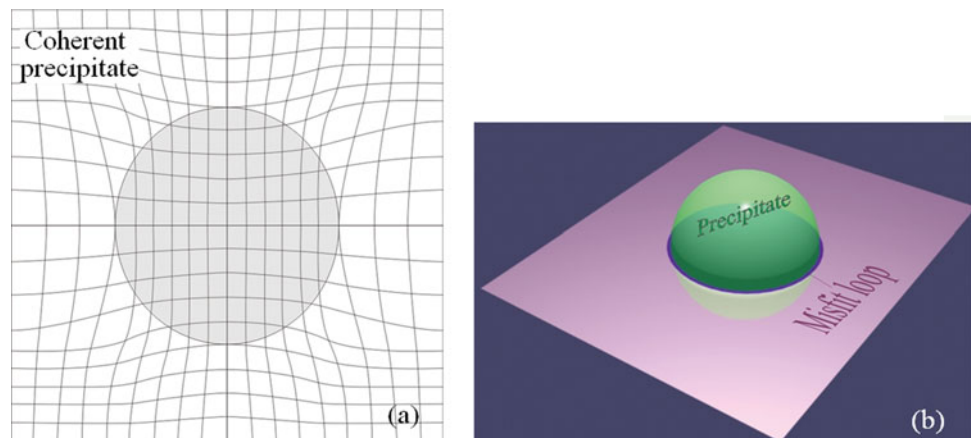 Coherent
precipitate
(a)
Precipitate
Misfit loop
(b)